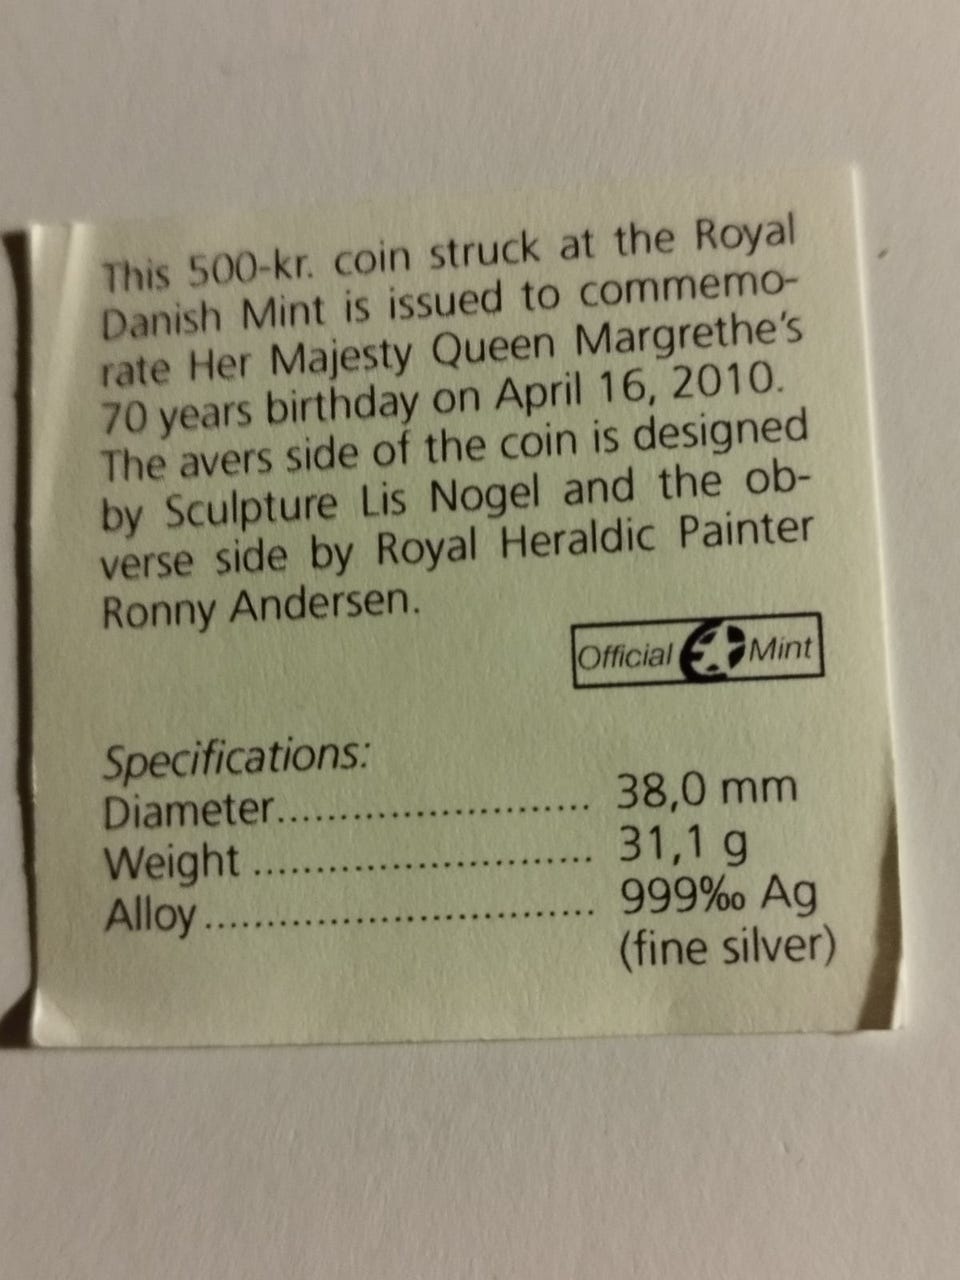 This 500-kr. coin struck at the Royal
Danish Mint is issued to commemo-
rate Her Majesty Queen Margrethe's
70 years birthday on April 16, 2010.
The avers side of the coin is designed
by Sculpture Lis Nogel and the ob-
verse side by Royal Heraldic Painter
Ronny Andersen.
Official Mint
Specifications:
Diameter........................ 38,0 mm
Weight ........................... 31,1 g
Alloy............................... 999‰ Ag
(fine silver)